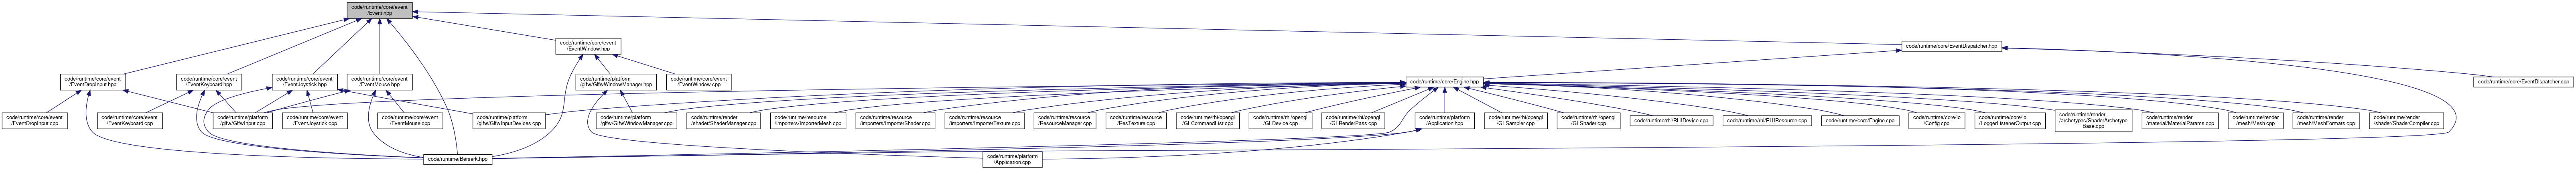 code/runtime/core/event
/Event.hpp
code/runtime/core/event
/EventWindow.hpp
code/runtime/core/EventDispatcher.hpp
code/runtime/core/event
/EventDropInput.hpp
code/runtime/core/event
/EventKeyboard.hpp
code/runtime/core/event
/EventJoystick.hpp
code/runtime/core/event
/EventMouse.hpp
code/runtime/platform
/glfw/GlfwWindowManager.hpp
code/runtime/core/event
/EventWindow.cpp
code/runtime/core/Engine.hpp
code/runtime/core/EventDispatcher.cpp
code/runtime/core/event
/EventDropInput.cpp
code/runtime/core/event
/EventKeyboard.cpp
code/runtime/platform
/glfw/GlfwInput.cpp
code/runtime/core/event
/EventJoystick.cpp
code/runtime/core/event
/EventMouse.cpp
code/runtime/platform
/glfw/GlfwInputDevices.cpp
code/runtime/platform
/glfw/GlfwWindowManager.cpp
code/runtime/render
/shader/ShaderManager.cpp
code/runtime/resource
/importers/ImporterMesh.cpp
code/runtime/resource
/importers/ImporterShader.cpp
code/runtime/resource
/importers/ImporterTexture.cpp
code/runtime/resource
/ResourceManager.cpp
code/runtime/resource
/ResTexture.cpp
code/runtime/rhi/opengl
/GLCommandList.cpp
code/runtime/rhi/opengl
/GLDevice.cpp
code/runtime/rhi/opengl
/GLRenderPass.cpp
code/runtime/platform
/Application.hpp
code/runtime/rhi/opengl
/GLSampler.cpp
code/runtime/rhi/opengl
/GLShader.cpp
code/runtime/rhi/RHIDevice.cpp
code/runtime/rhi/RHIResource.cpp
code/runtime/core/Engine.cpp
code/runtime/core/io
/Config.cpp
code/runtime/core/io
/LoggerListenerOutput.cpp
code/runtime/render
/archetypes/ShaderArchetype
Base.cpp
code/runtime/render
/material/MaterialParams.cpp
code/runtime/render
/mesh/Mesh.cpp
code/runtime/render
/mesh/MeshFormats.cpp
code/runtime/render
/shader/ShaderCompiler.cpp
code/runtime/Berserk.hpp
code/runtime/platform
/Application.cpp